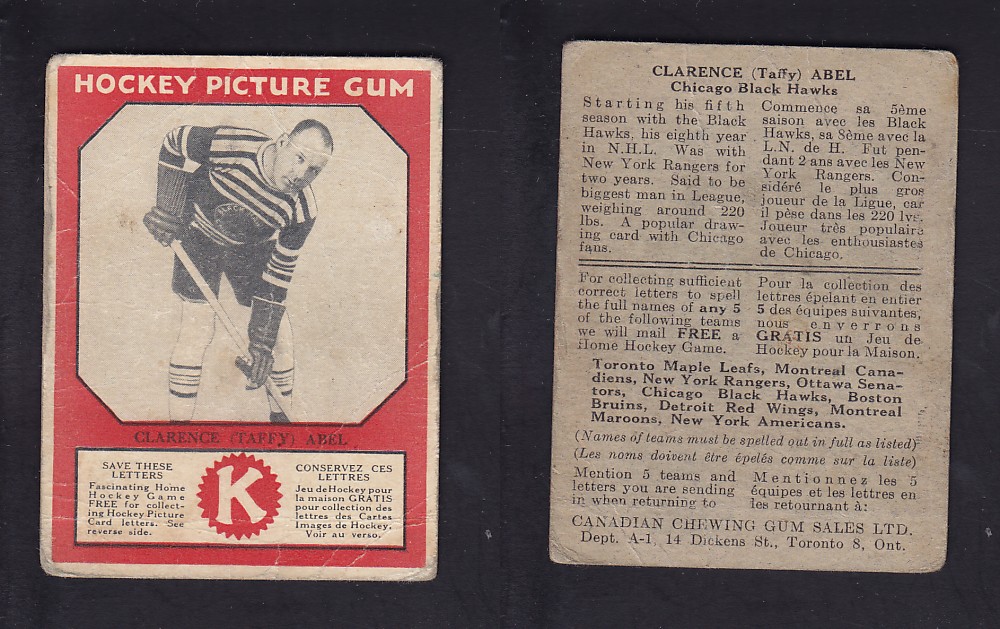 HOCKEY PICTURE GUM
BLACK
CLARENCE (TAFFY) ABEL
SAVE THESE
LETTERS
Fascinating Home
Hockey Game
FREE for collect-
ing Hockey Picture
Card letters. See
reverse side.
K
CONSERVEZ CES
LETTRES
Jeu de Hockey pour
la maison GRATIS
pour collection des
lettres des Cartes
Images de Hockey.
Voir au verso.
CLARENCE (Taffy) ABEL
Chicago Black Hawks
Starting his fifth
season with the Black
Hawks, his eighth year
in N.H.L. Was with
New York Rangers for
two years. Said to be
biggest man in League,
weighing around 220
lbs. A popular draw-
ing card with Chicago
fans.
Commence sa 5ème
saison avec les Black
Hawks, sa 8ème avec la
L.N. de H. Fut pen-
dant 2 ans avec les New
York Rangers. Con-
sidéré le plus gros
joueur de la Ligue, car
il pèse dans les 220 lvs.
Joueur très populaire
avec les enthousiastes
de Chicago.
For collecting sufficient
correct letters to spell
the full names of any 5
of the following teams
we will mail FREE a
Home Hockey Game.
Pour la collection des
lettres épelant en entier
5 des équipes suivantes,
nous enverrons
GRATIS un Jeu de
Hockey pour la Maison.
Toronto Maple Leafs, Montreal Cana-
diens, New York Rangers, Ottawa Sena-
tors, Chicago Black Hawks, Boston
Bruins, Detroit Red Wings, Montreal
Maroons, New York Americans.
(Names of teams must be spelled out in full as listed)
(Les noms doivent être épelés comme sur la liste)
Mention 5 teams and
letters you are sending
in when returning to
Mentionnez les 5
équipes et les lettres en
les retournant à:
CANADIAN CHEWING GUM SALES LTD.
Dept. A-1, 14 Dickens St., Toronto 8, Ont.